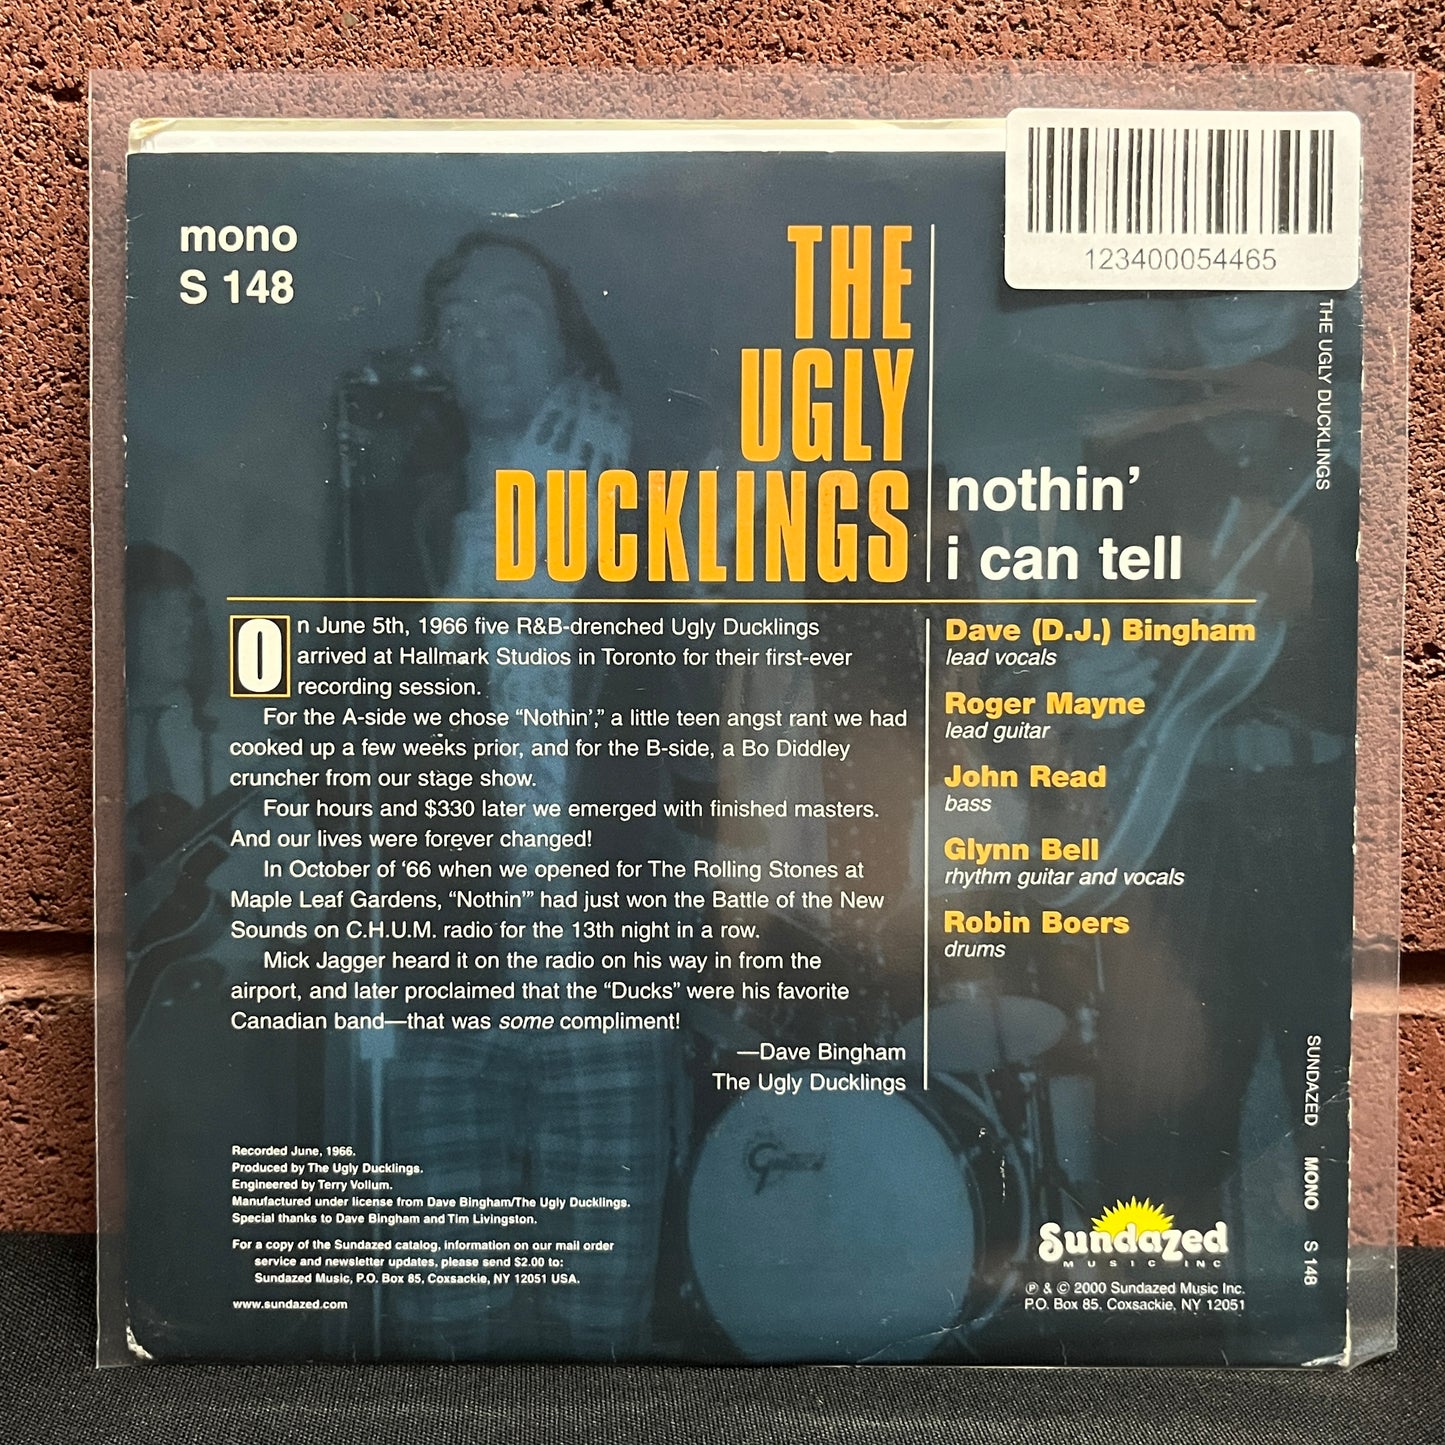 123400054465
mono
S 148
THE
UGLY
DUCKLINGS
nothin’
i can tell
On June 5th, 1966 five R&B-drenched Ugly Ducklings
arrived at Hallmark Studios in Toronto for their first-ever
recording session.
For the A-side we chose “Nothin’,” a little teen angst rant we had
cooked up a few weeks prior, and for the B-side, a Bo Diddley
cruncher from our stage show.
Four hours and $330 later we emerged with finished masters.
And our lives were forever changed!
In October of ‘66 when we opened for The Rolling Stones at
Maple Leaf Gardens, “Nothin’” had just won the Battle of the New
Sounds on C.H.U.M. radio for the 13th night in a row.
Mick Jagger heard it on the radio on his way in from the
airport, and later proclaimed that the “Ducks” were his favorite
Canadian band—that was some compliment!
—Dave Bingham
The Ugly Ducklings
Dave (D.J.) Bingham
lead vocals
Roger Mayne
lead guitar
John Read
bass
Glynn Bell
rhythm guitar and vocals
Robin Boers
drums
Recorded June, 1966.
Produced by The Ugly Ducklings.
Engineered by Terry Vollum.
Manufactured under license from Dave Bingham/The Ugly Ducklings.
Special thanks to Dave Bingham and Tim Livingston.
For a copy of the Sundazed catalog, information on our mail order
service and newsletter updates, please send $2.00 to:
Sundazed Music, P.O. Box 85, Coxsackie, NY 12051 USA.
www.sundazed.com
Gretsch
Sundazed
MUSIC INC
℗ & © 2000 Sundazed Music Inc.
P.O. Box 85, Coxsackie, NY 12051
THE UGLY DUCKLINGS
SUNDAZED MONO S 148